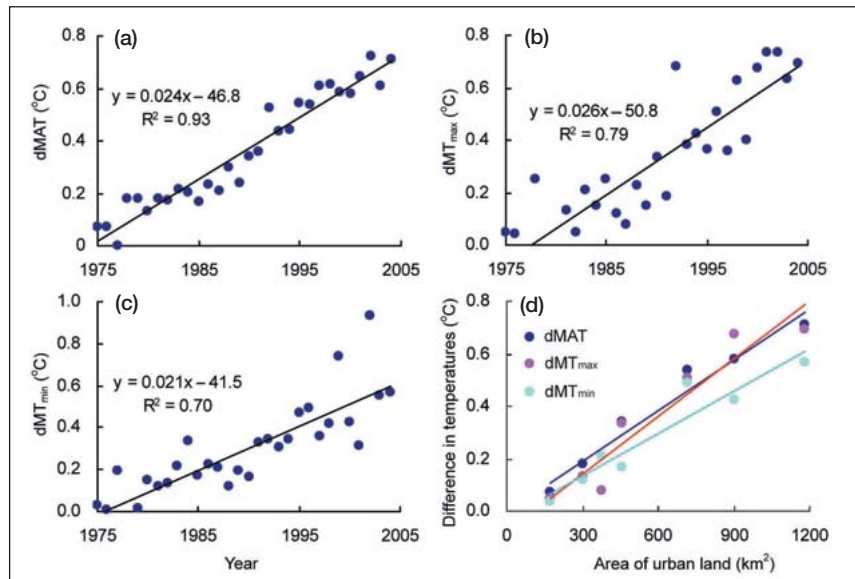 (a)
0.8
0.6
0.4
0.2
0
dMAT (°C)
y = 0.024x – 46.8
R² = 0.93
1975 1985 1995 2005
(b)
0.8
0.6
0.4
0.2
0.0
dMTmax (°C)
y = 0.026x – 50.8
R² = 0.79
1975 1985 1995 2005
(c)
1.0
0.8
0.6
0.4
0.2
0.0
dMTmin (°C)
y = 0.021x – 41.5
R² = 0.70
1975 1985 1995 2005
Year
(d)
0.8
0.6
0.4
0.2
0.0
Difference in temperatures (°C)
dMAT
dMTmax
dMTmin
0 300 600 900 1200
Area of urban land (km²)